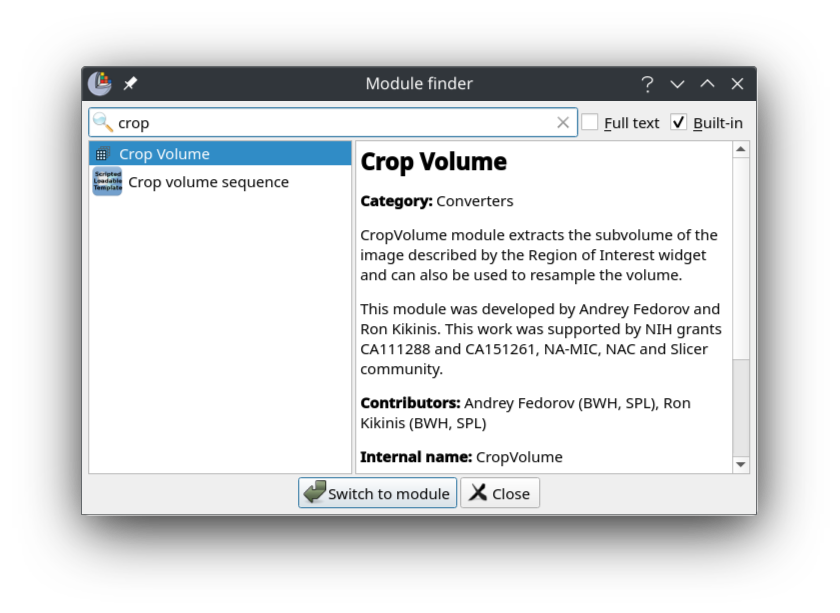 Module finder
crop
Full text
Built-in
Crop Volume
Scripted
Loadable
Template
Crop volume sequence
Crop Volume
Category: Converters
CropVolume module extracts the subvolume of the
image described by the Region of Interest widget
and can also be used to resample the volume.
This module was developed by Andrey Fedorov and
Ron Kikinis. This work was supported by NIH grants
CA111288 and CA151261, NA-MIC, NAC and Slicer
community.
Contributors: Andrey Fedorov (BWH, SPL), Ron
Kikinis (BWH, SPL)
Internal name: CropVolume
Switch to module
Close